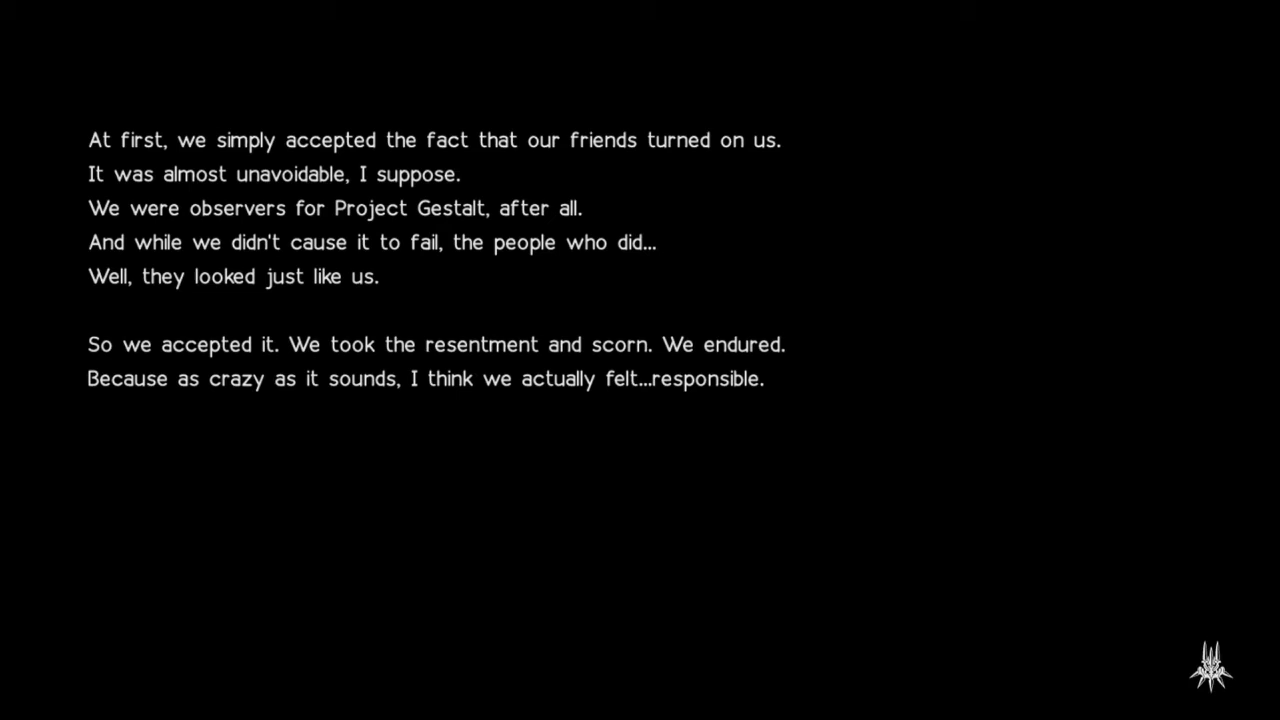 At first, we simply accepted the fact that our friends turned on us.
It was almost unavoidable, I suppose.
We were observers for Project Gestalt, after all.
And while we didn't cause it to fail, the people who did...
Well, they looked just like us.
So we accepted it. We took the resentment and scorn. We endured.
Because as crazy as it sounds, I think we actually felt...responsible.